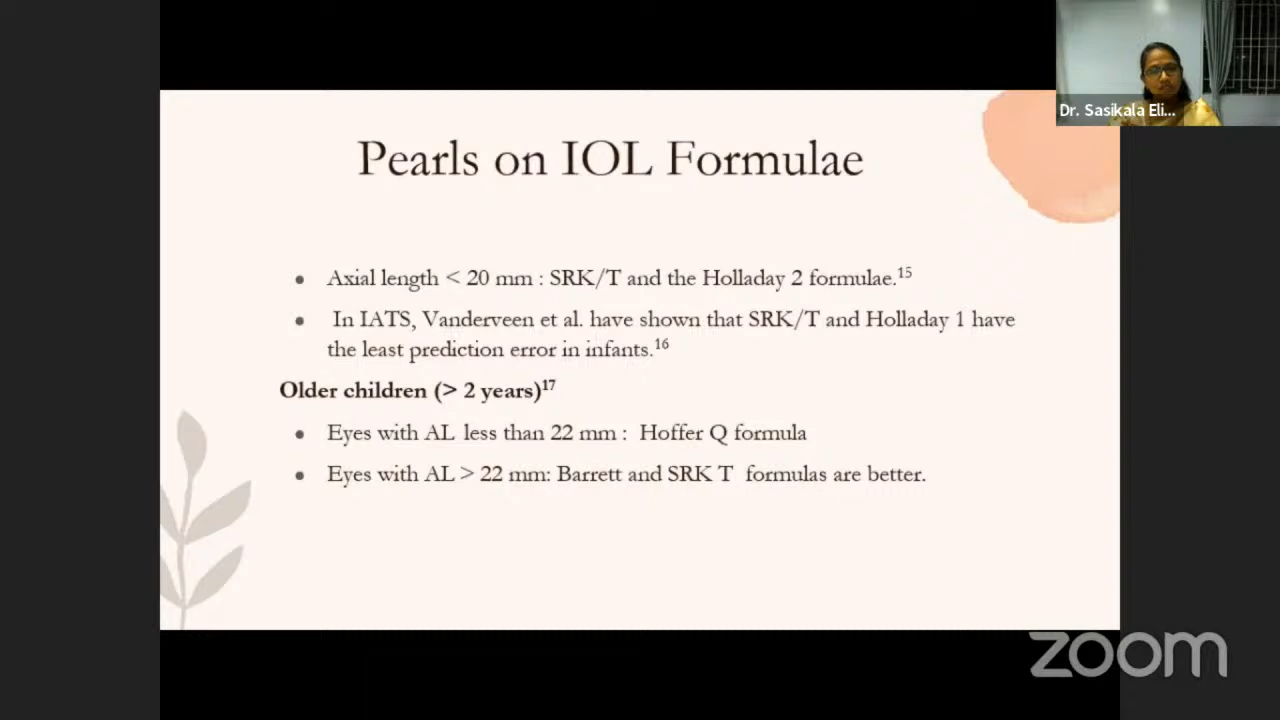 Dr. Sasikala Eli...
Pearls on IOL Formulae
• Axial length < 20 mm : SRK/T and the Holladay 2 formulae.15
• In IATS, Vanderveen et al. have shown that SRK/T and Holladay 1 have
the least prediction error in infants.16
Older children (> 2 years)17
• Eyes with AL less than 22 mm : Hoffer Q formula
• Eyes with AL > 22 mm: Barrett and SRK T formulas are better.
zoom